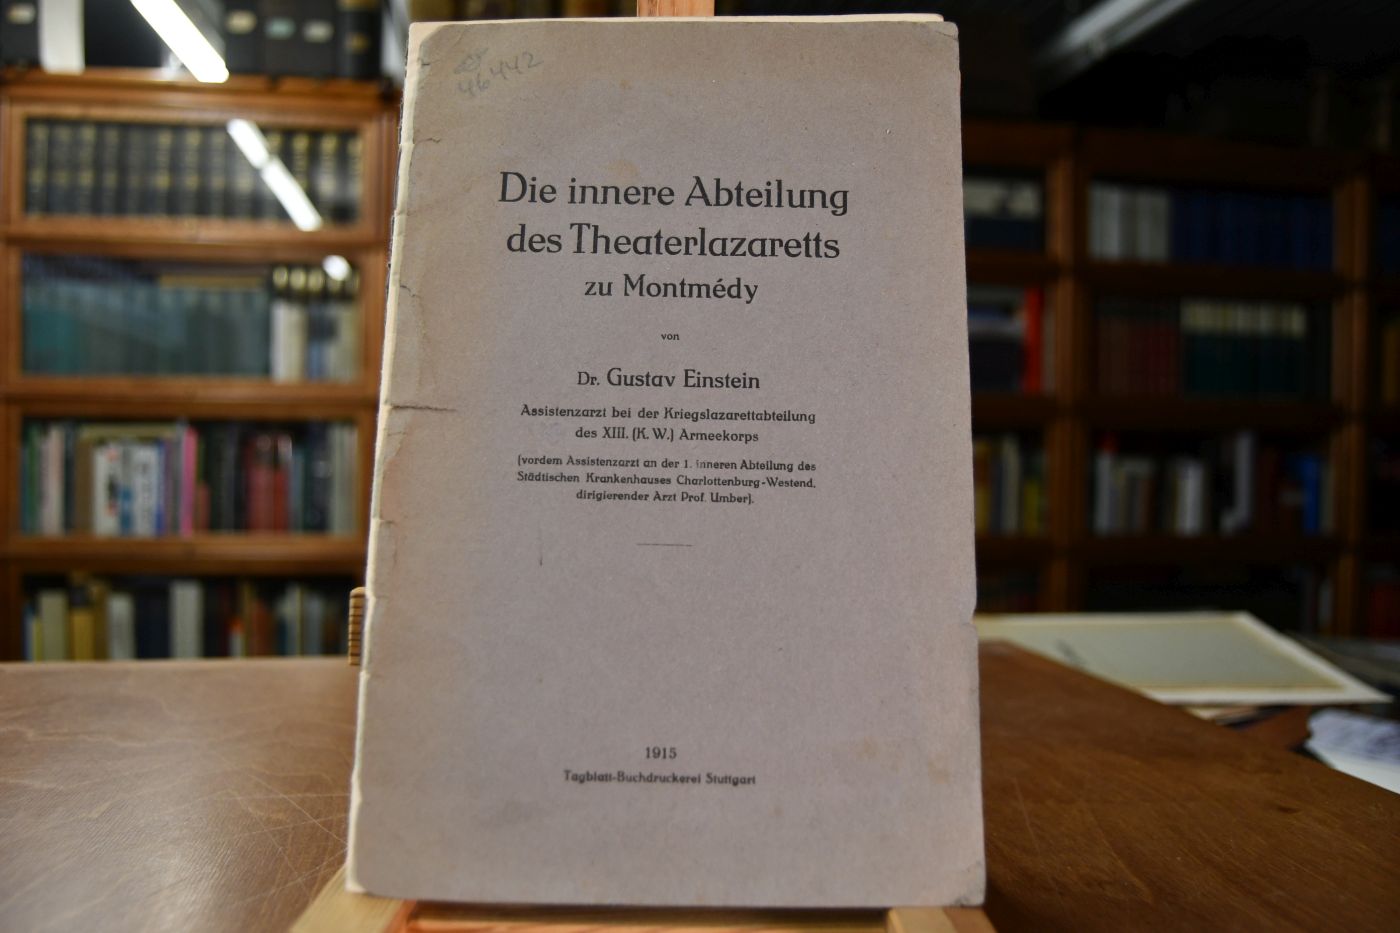 46442
Die innere Abteilung
des Theaterlazaretts
zu Montmédy
von
Dr. Gustav Einstein
Assistenzarzt bei der Kriegslazarettabteilung
des XIII. (K. W.) Armeekorps
(vordem Assistenzarzt an der 1. inneren Abteilung des
Städtischen Krankenhauses Charlottenburg-Westend,
dirigierender Arzt Prof. Umber).
1915
Tagblatt-Buchdruckerei Stuttgart